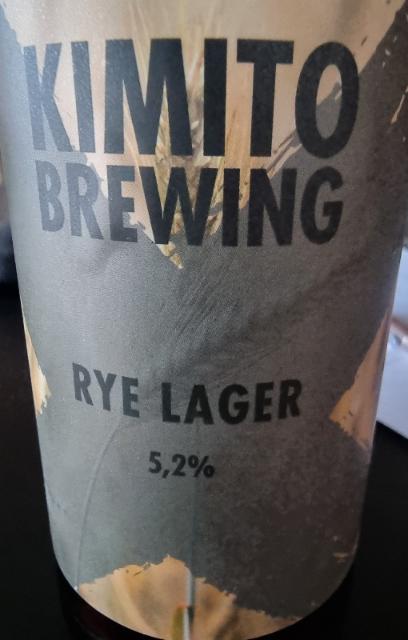 KIMITO
BREWING
RYE LAGER
5,2%